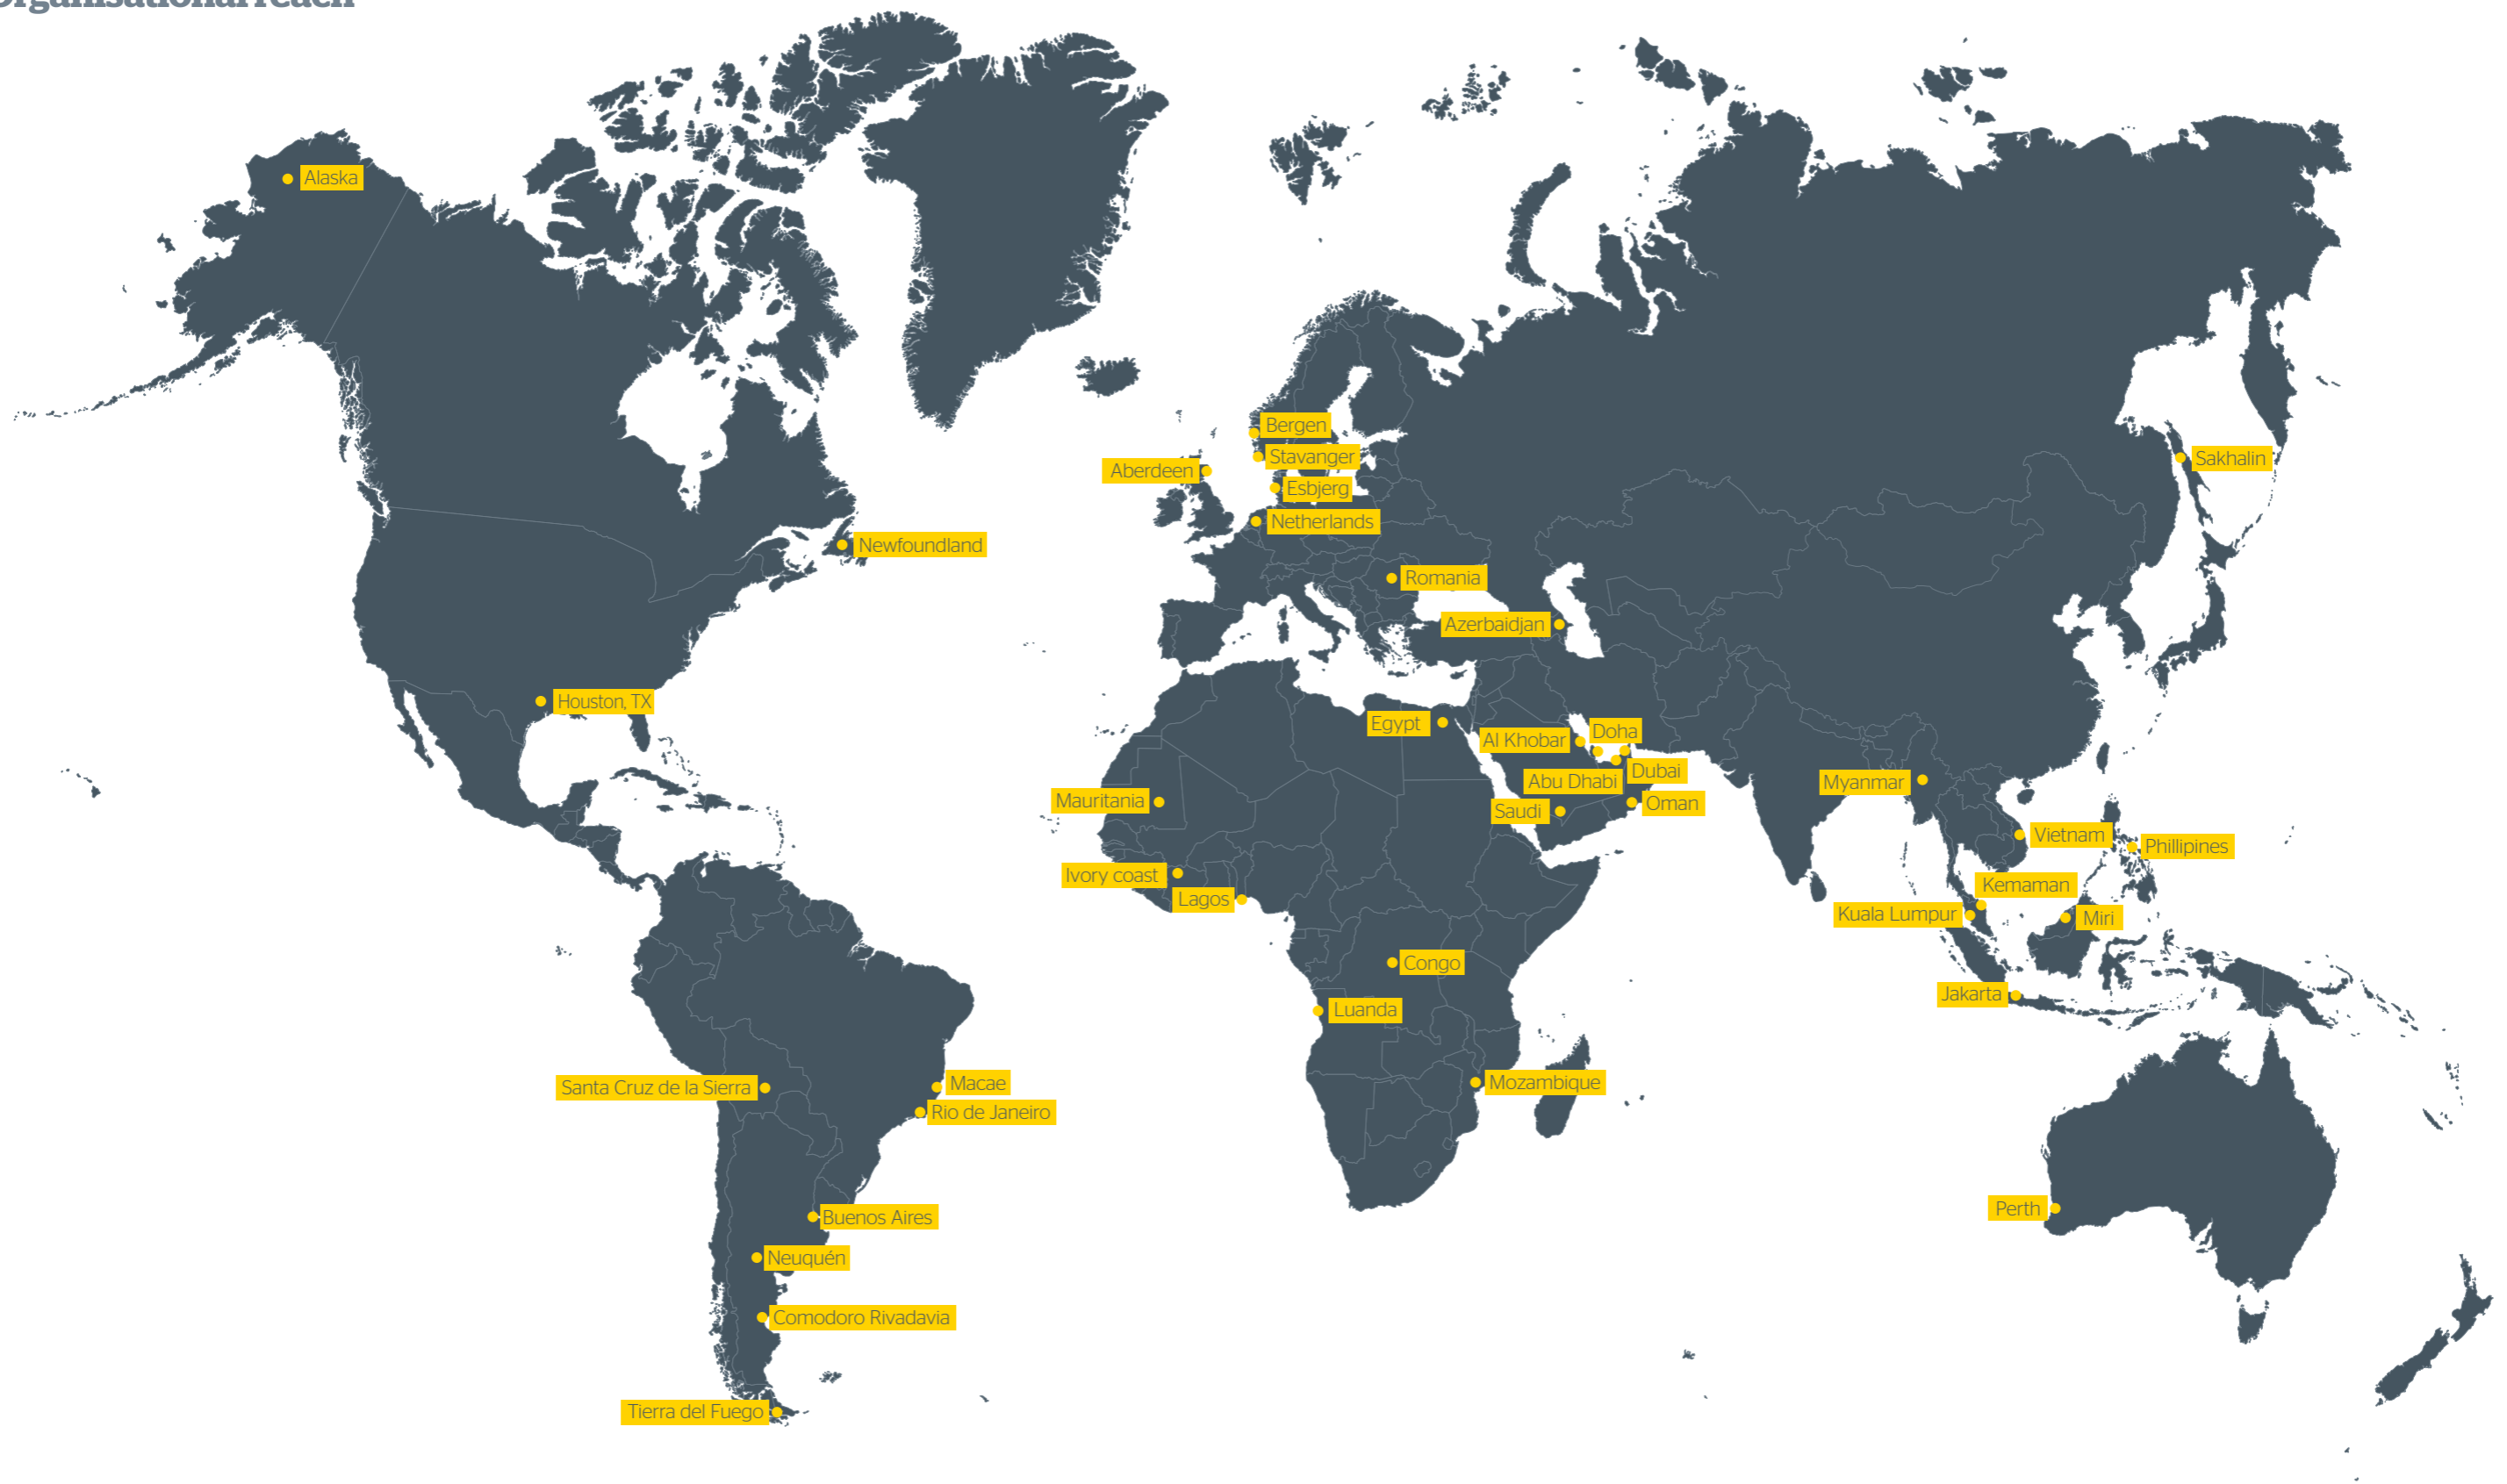 Organisational reach
Alaska
Bergen
Stavanger
Aberdeen
Sakhalin
Esbjerg
Netherlands
Newfoundland
Romania
Azerbaidjan
Houston, TX
Egypt
Doha
Al Khobar
Dubai
Abu Dhabi
Myanmar
Mauritania
Oman
Saudi
Vietnam
Phillipines
Ivory coast
Kemaman
Lagos
Kuala Lumpur
Miri
Congo
Jakarta
Luanda
Macae
Mozambique
Santa Cruz de la Sierra
Rio de Janeiro
Perth
Buenos Aires
Neuquén
Comodoro Rivadavia
Tierra del Fuego